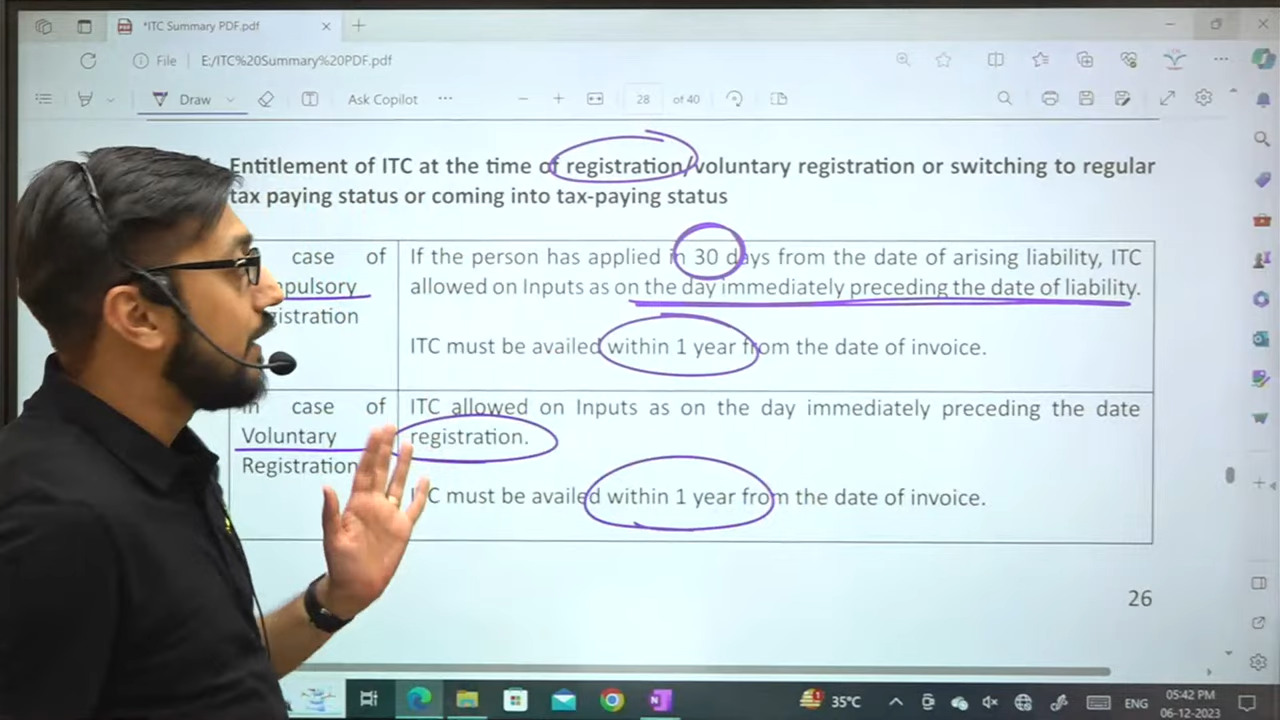 *ITC Summary PDF.pdf
File
E:/ITC%20Summary%20PDF.pdf
Draw
Ask Copilot
28
of 40
Entitlement of ITC at the time of registration/voluntary registration or switching to regular
tax paying status or coming into tax-paying status
case of
gistration
If the person has applied in 30 days from the date of arising liability, ITC
allowed on Inputs as on the day immediately preceding the date of liability.
ITC must be availed within 1 year from the date of invoice.
In case of
Voluntary
Registration
ITC allowed on Inputs as on the day immediately preceding the date
registration.
ITC must be availed within 1 year from the date of invoice.
26
35°C
ENG
05:42 PM
06-12-2023